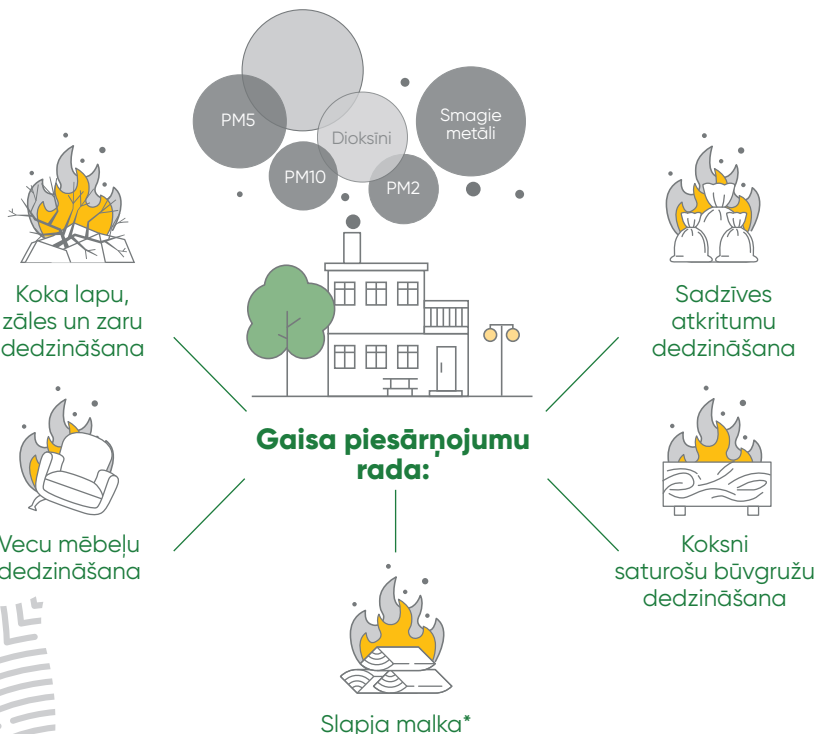 PM5
Dioksīni
Smagie
metāli
PM10
PM2
Koka lapu,
zāles un zaru
dedzināšana
Sadzīves
atkritumu
dedzināšana
Gaisa piesārņojumu
rada:
Vecu mēbeļu
dedzināšana
Koksni
saturošu būvgružu
dedzināšana
Slapja malka*